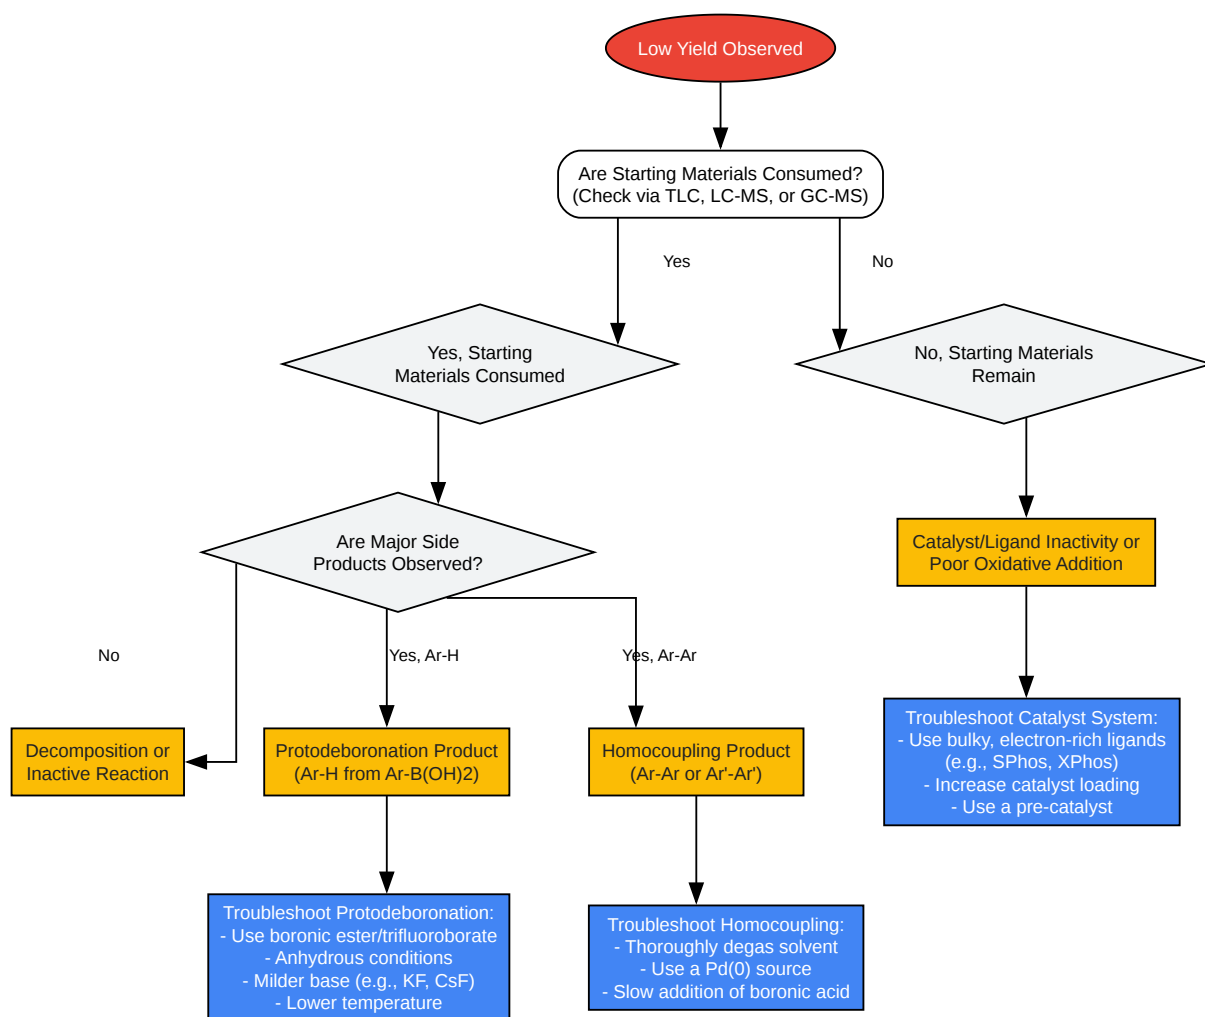 Low Yield Observed
Are Starting Materials Consumed?
(Check via TLC, LC-MS, or GC-MS)
Yes
No
Yes, Starting
Materials Consumed
No, Starting Materials
Remain
Are Major Side
Products Observed?
Catalyst/Ligand Inactivity or
Poor Oxidative Addition
No
Yes, Ar-H
Yes, Ar-Ar
Decomposition or
Inactive Reaction
Protodeboronation Product
(Ar-H from Ar-B(OH)2)
Homocoupling Product
(Ar-Ar or Ar'-Ar')
Troubleshoot Catalyst System:
- Use bulky, electron-rich ligands
(e.g., SPhos, XPhos)
- Increase catalyst loading
- Use a pre-catalyst
Troubleshoot Protodeboronation:
- Use boronic ester/trifluoroborate
- Anhydrous conditions
- Milder base (e.g., KF, CsF)
- Lower temperature
Troubleshoot Homocoupling:
- Thoroughly degas solvent
- Use a Pd(0) source
- Slow addition of boronic acid